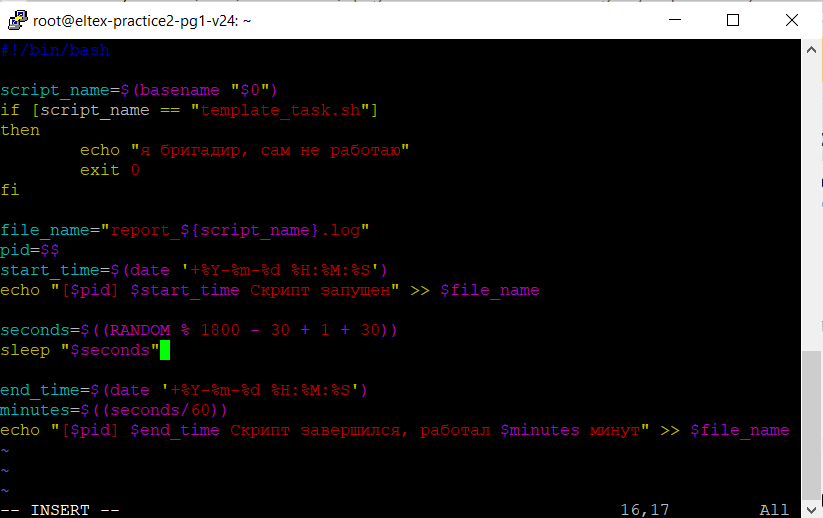 root@eltex-practice2-pg1-v24: ~
#!/bin/bash
script_name=$(basename "$0")
if [script_name == "template_task.sh"]
then
echo "я бригадир, сам не работаю"
exit 0
fi
file_name="report_${script_name}.log"
pid=$$
start_time=$(date '+%Y-%m-%d %H:%M:%S')
echo "[$pid] $start_time Скрипт запушен" >> $file_name
seconds=$((RANDOM % 1800 - 30 + 1 + 30))
sleep "$seconds"
end_time=$(date '+%Y-%m-%d %H:%M:%S')
minutes=$((seconds/60))
echo "[$pid] $end_time Скрипт завершился, работал $minutes минут" >> $file_name
~
~
~
-- INSERT -- 16,17 All